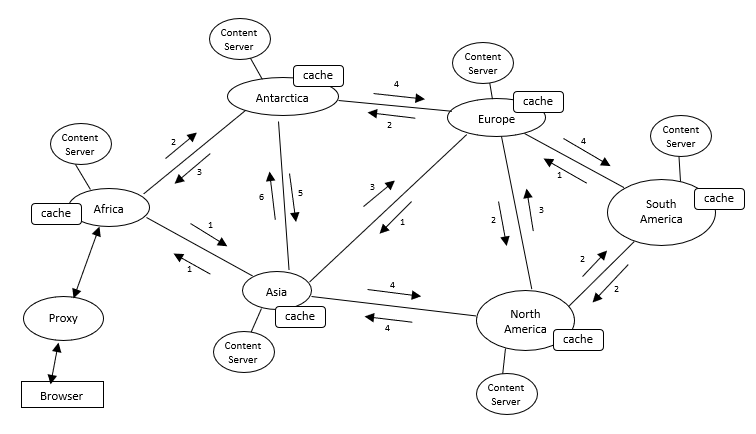 Content
Server
cache
Antarctica
4
2
Content
Server
cache
Europe
4
1
Content
Server
cache
South
America
Content
Server
2
3
cache
Africa
1
1
6
5
3
1
2
3
2
2
Asia
cache
4
4
Content
Server
North
America
cache
Content
Server
Proxy
Browser